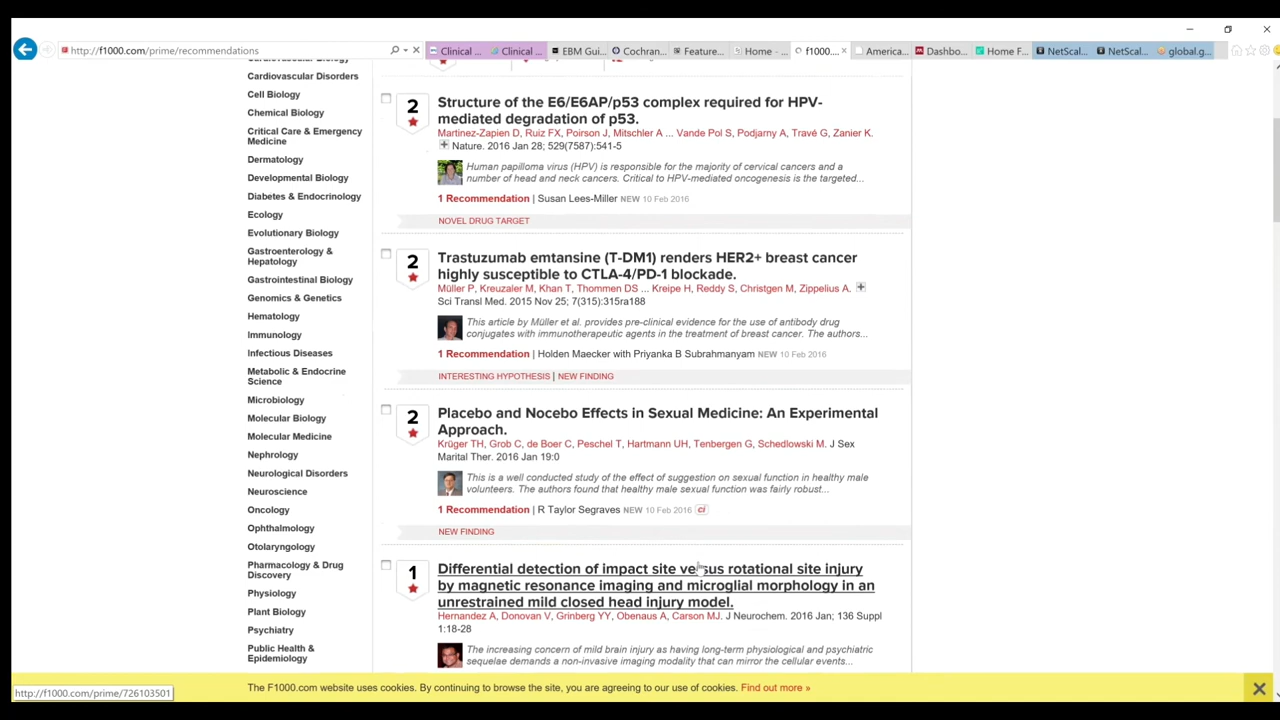 http://f1000.com/prime/recommendations
Clinical ...
Clinical ...
EBM Gui...
Cochran...
Feature...
Home - ...
f1000....
America...
Dashbo...
Home F...
NetScal...
NetScal...
global.g...
Cardiovascular Disorders
Cell Biology
Chemical Biology
Critical Care & Emergency
Medicine
Dermatology
Developmental Biology
Diabetes & Endocrinology
Ecology
Evolutionary Biology
Gastroenterology &
Hepatology
Gastrointestinal Biology
Genomics & Genetics
Hematology
Immunology
Infectious Diseases
Metabolic & Endocrine
Science
Microbiology
Molecular Biology
Molecular Medicine
Nephrology
Neurological Disorders
Neuroscience
Oncology
Ophthalmology
Otolaryngology
Pharmacology & Drug
Discovery
Physiology
Plant Biology
Psychiatry
Public Health &
Epidemiology
2
Structure of the E6/E6AP/p53 complex required for HPV-
mediated degradation of p53.
Martinez-Zapien D, Ruiz FX, Poirson J, Mitschler A ... Vande Pol S, Podjarny A, Travé G, Zanier K.
Nature. 2016 Jan 28; 529(7587):541-5
Human papilloma virus (HPV) is responsible for the majority of cervical cancers and a
number of head and neck cancers. Critical to HPV-mediated oncogenesis is the targeted...
1 Recommendation | Susan Lees-Miller NEW 10 Feb 2016
NOVEL DRUG TARGET
2
Trastuzumab emtansine (T-DM1) renders HER2+ breast cancer
highly susceptible to CTLA-4/PD-1 blockade.
Müller P, Kreuzaler M, Khan T, Thommen DS ... Kreipe H, Reddy S, Christgen M, Zippelius A.
Sci Transl Med. 2015 Nov 25; 7(315):315ra188
This article by Müller et al. provides pre-clinical evidence for the use of antibody drug
conjugates with immunotherapeutic agents in the treatment of breast cancer. The authors...
1 Recommendation | Holden Maecker with Priyanka B Subrahmanyam NEW 10 Feb 2016
INTERESTING HYPOTHESIS | NEW FINDING
2
Placebo and Nocebo Effects in Sexual Medicine: An Experimental
Approach.
Krüger TH, Grob C, de Boer C, Peschel T, Hartmann UH, Tenbergen G, Schedlowski M. J Sex
Marital Ther. 2016 Jan 19:0
This is a well conducted study of the effect of suggestion on sexual function in healthy male
volunteers. The authors found that healthy male sexual function was fairly robust...
1 Recommendation | R Taylor Segraves NEW 10 Feb 2016 ci
NEW FINDING
1
Differential detection of impact site versus rotational site injury
by magnetic resonance imaging and microglial morphology in an
unrestrained mild closed head injury model.
Hernandez A, Donovan V, Grinberg YY, Obenaus A, Carson MJ. J Neurochem. 2016 Jan; 136 Suppl
1:18-28
The increasing concern of mild brain injury as having long-term physiological and psychiatric
sequelae demands a non-invasive imaging modality that can mirror the cellular events...
http://f1000.com/prime/726103501
The F1000.com website uses cookies. By continuing to browse the site, you are agreeing to our use of cookies. Find out more »